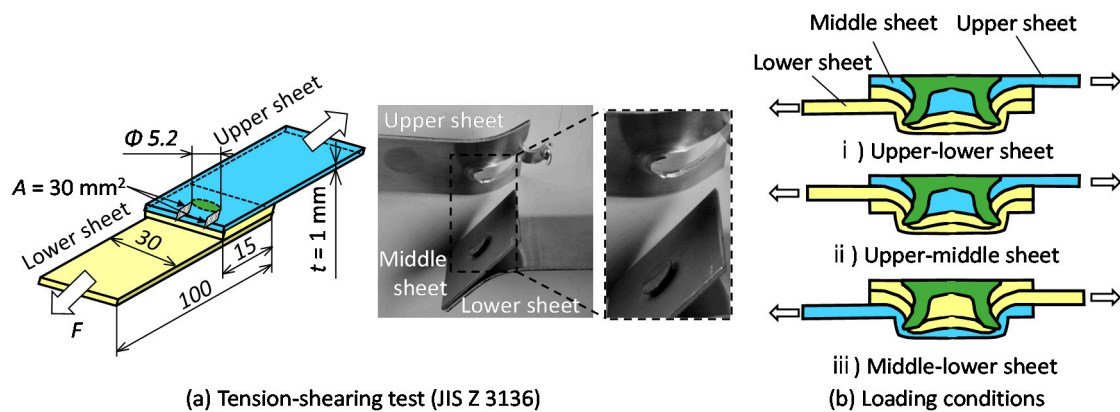 Upper sheet
Φ 5.2
A = 30 mm²
Lower sheet
30
15
100
t = 1 mm
F
Upper sheet
Middle
sheet
Lower sheet
(a) Tension-shearing test (JIS Z 3136)
Middle sheet
Upper sheet
Lower sheet
ⅰ) Upper-lower sheet
ⅱ) Upper-middle sheet
ⅲ) Middle-lower sheet
(b) Loading conditions